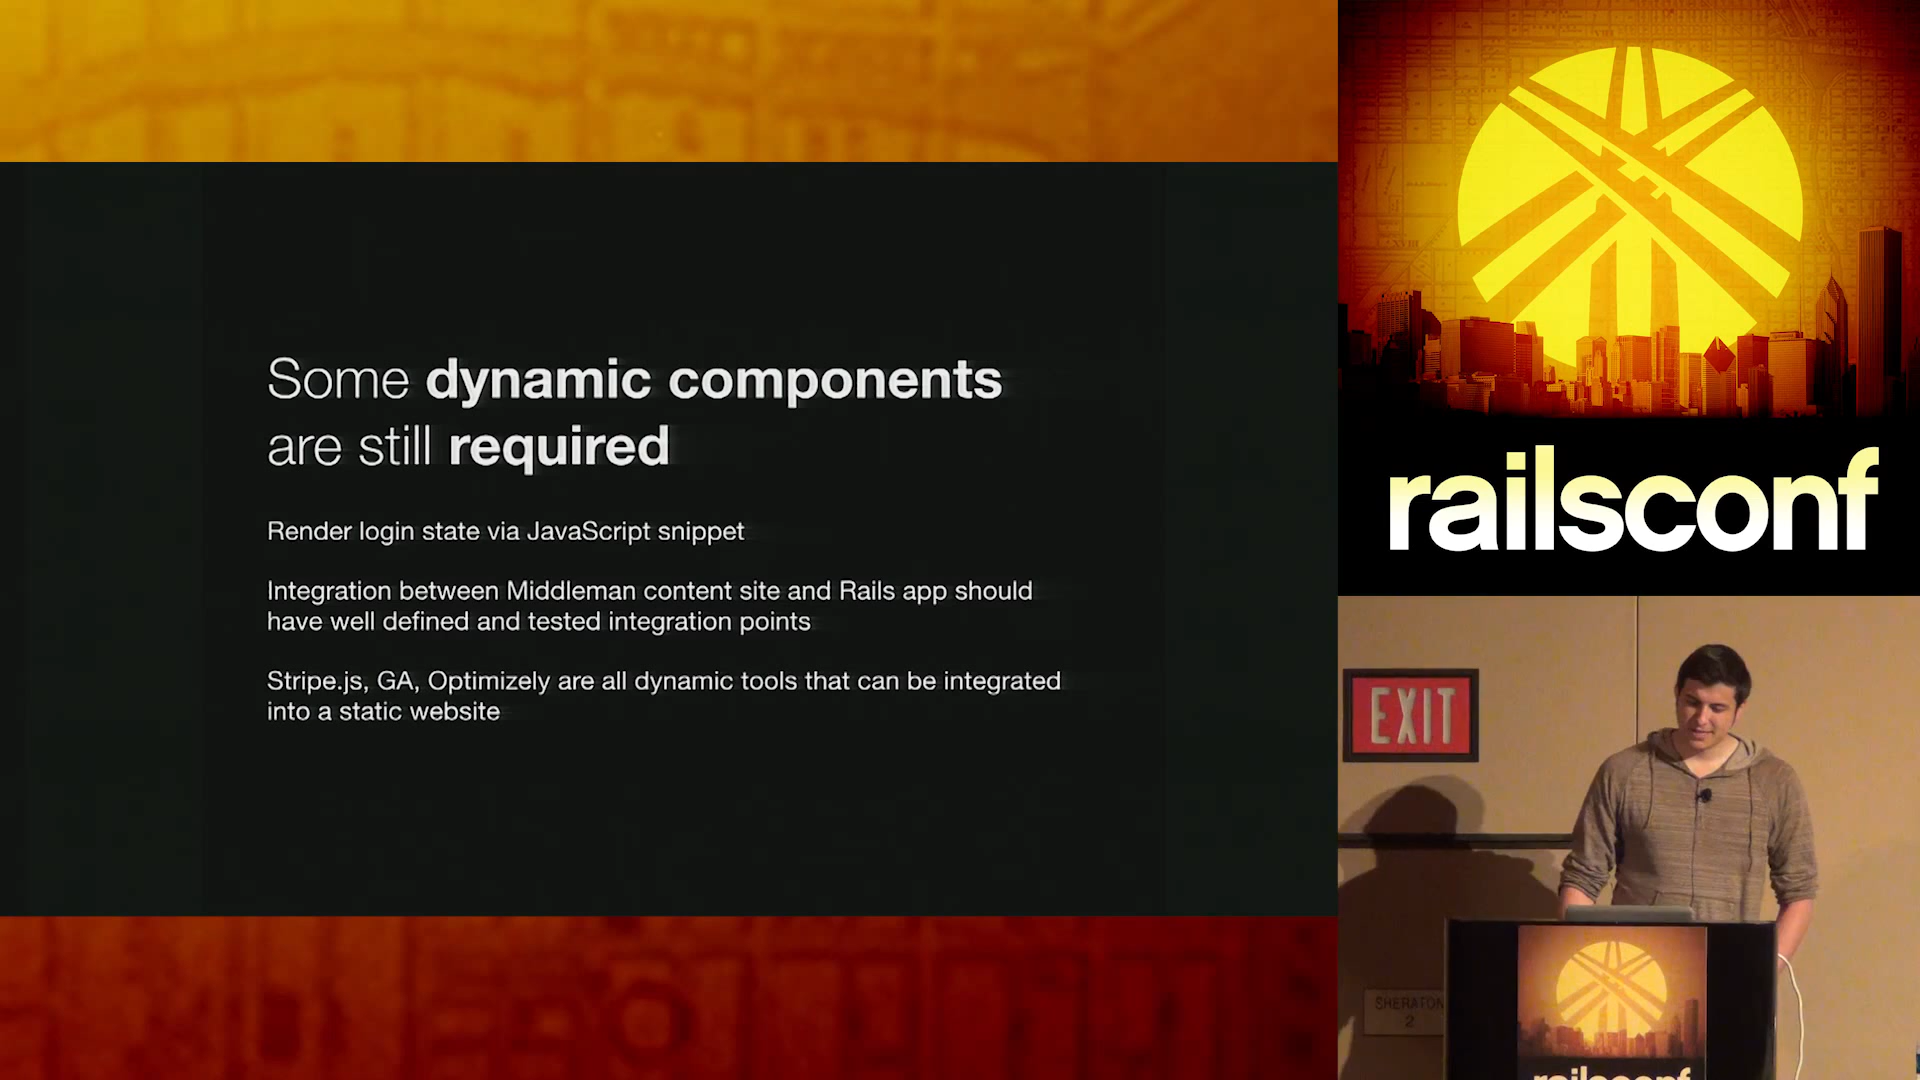 Some dynamic components
are still required
Render login state via JavaScript snippet
Integration between Middleman content site and Rails app should
have well defined and tested integration points
Stripe.js, GA, Optimizely are all dynamic tools that can be integrated
into a static website
railsconf
EXIT
SHERATON
2
railsconf